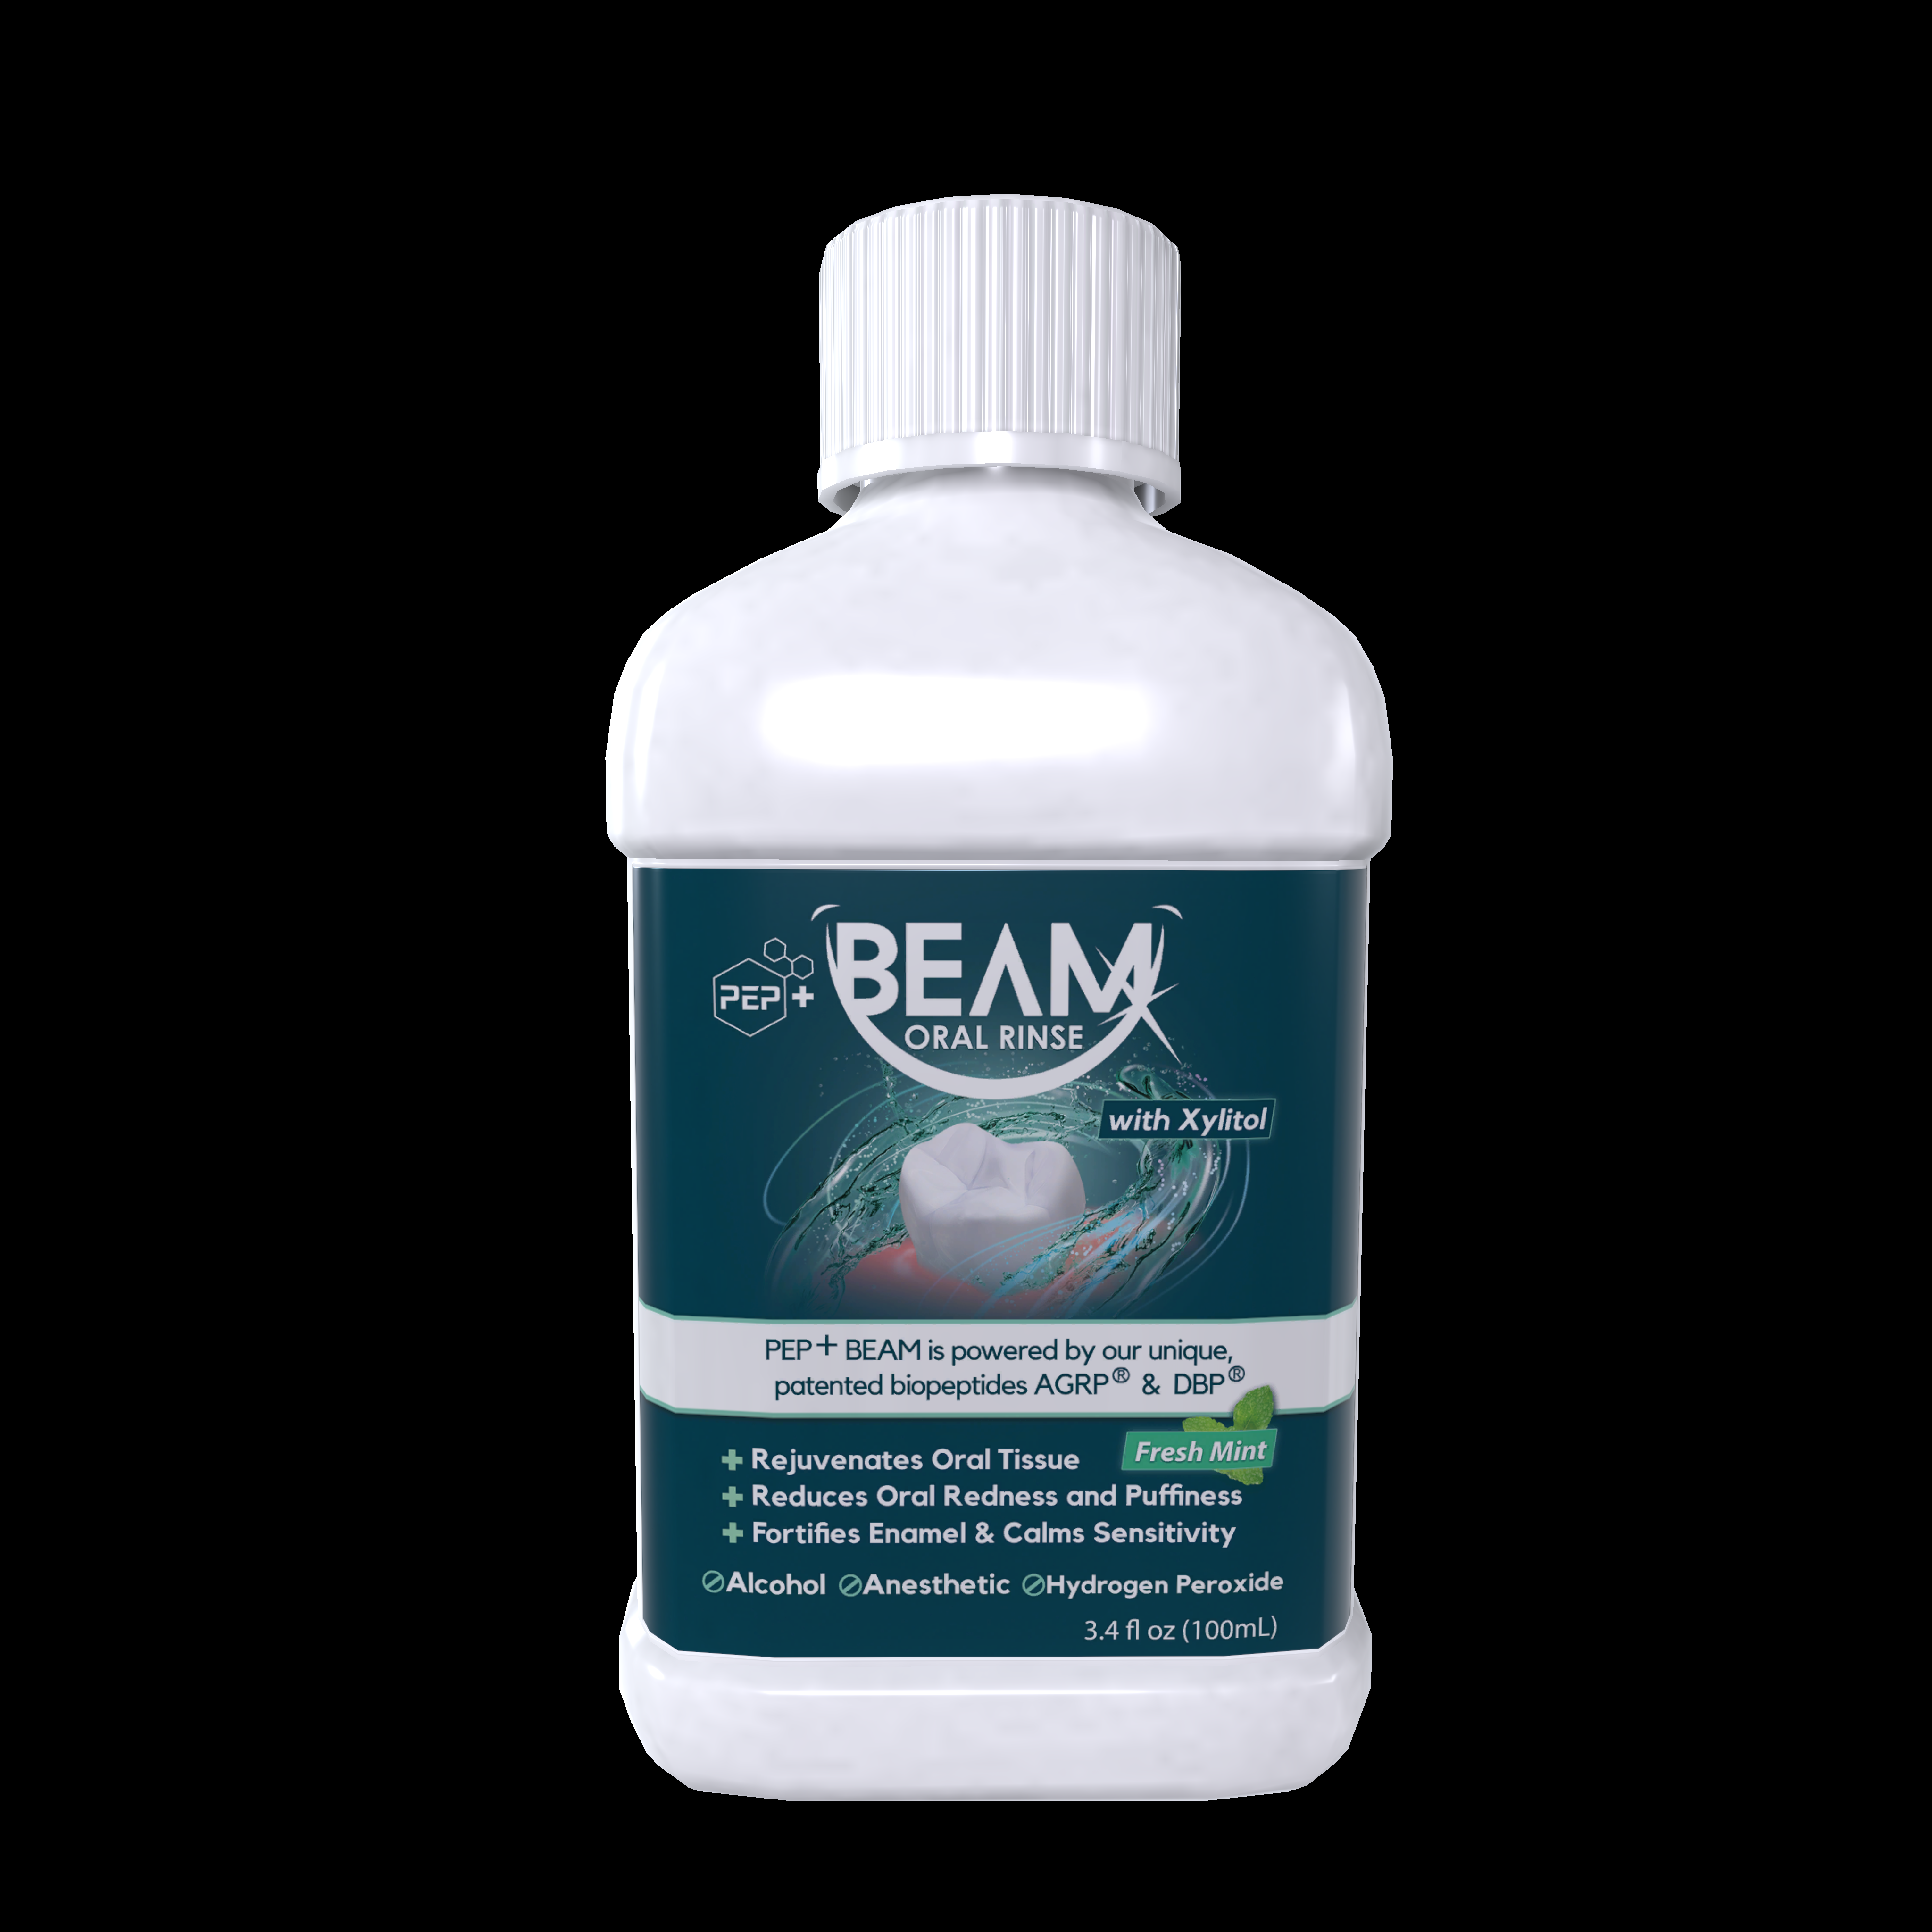 PEP+
BEAM
ORAL RINSE
with Xylitol
PEP+ BEAM is powered by our unique,
patented biopeptides AGRP® & DBP®
Fresh Mint
+ Rejuvenates Oral Tissue
+ Reduces Oral Redness and Puffiness
+ Fortifies Enamel & Calms Sensitivity
⊘Alcohol ⊘Anesthetic ⊘Hydrogen Peroxide
3.4 fl oz (100mL)